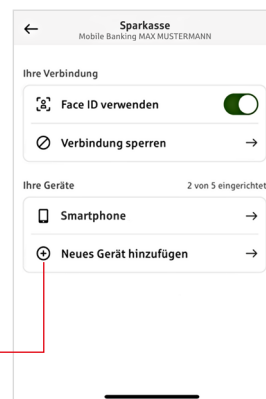 Sparkasse
Mobile Banking MAX MUSTERMANN
Ihre Verbindung
Face ID verwenden
Verbindung sperren
Ihre Geräte 2 von 5 eingerichtet
Smartphone
Neues Gerät hinzufügen